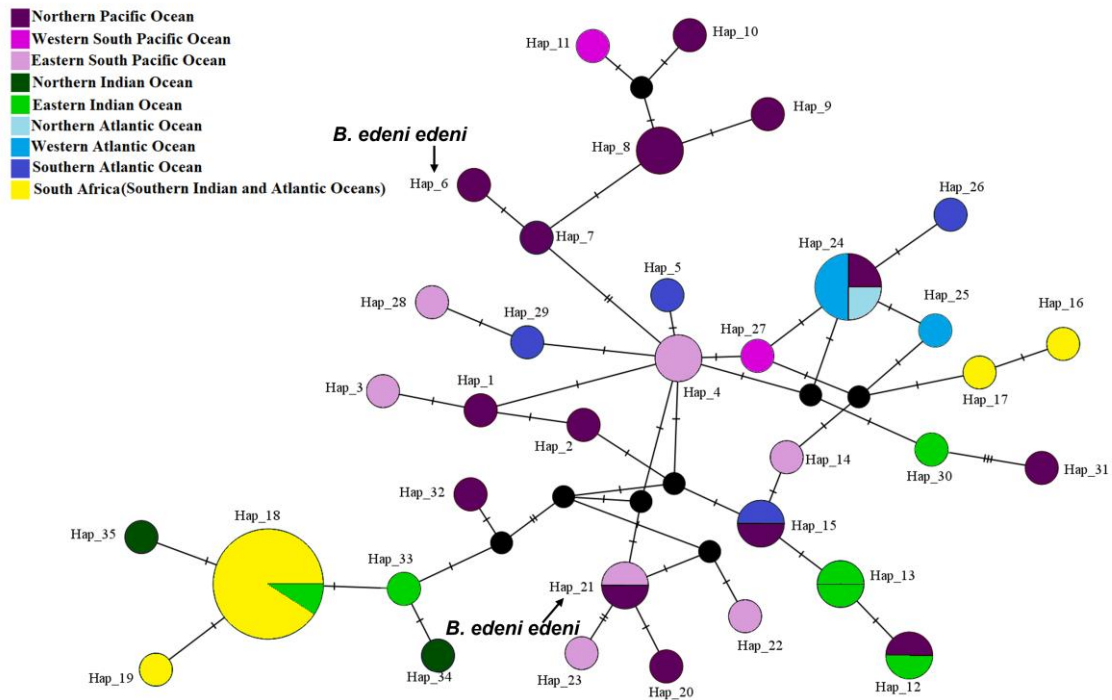 Northern Pacific Ocean
Western South Pacific Ocean
Eastern South Pacific Ocean
Northern Indian Ocean
Eastern Indian Ocean
Northern Atlantic Ocean
Western Atlantic Ocean
Southern Atlantic Ocean
South Africa(Southern Indian and Atlantic Oceans)
Hap_11
Hap_10
Hap_9
B. edeni edeni
Hap_8
Hap_6
Hap_26
Hap_7
Hap_24
Hap_5
Hap_28
Hap_25
Hap_16
Hap_29
Hap_27
Hap_3
Hap_1
Hap_4
Hap_17
Hap_2
Hap_14
Hap_30
Hap_31
Hap_32
Hap_18
Hap_15
Hap_35
Hap_33
Hap_13
Hap_21
B. edeni edeni
Hap_22
Hap_19
Hap_34
Hap_23
Hap_20
Hap_12